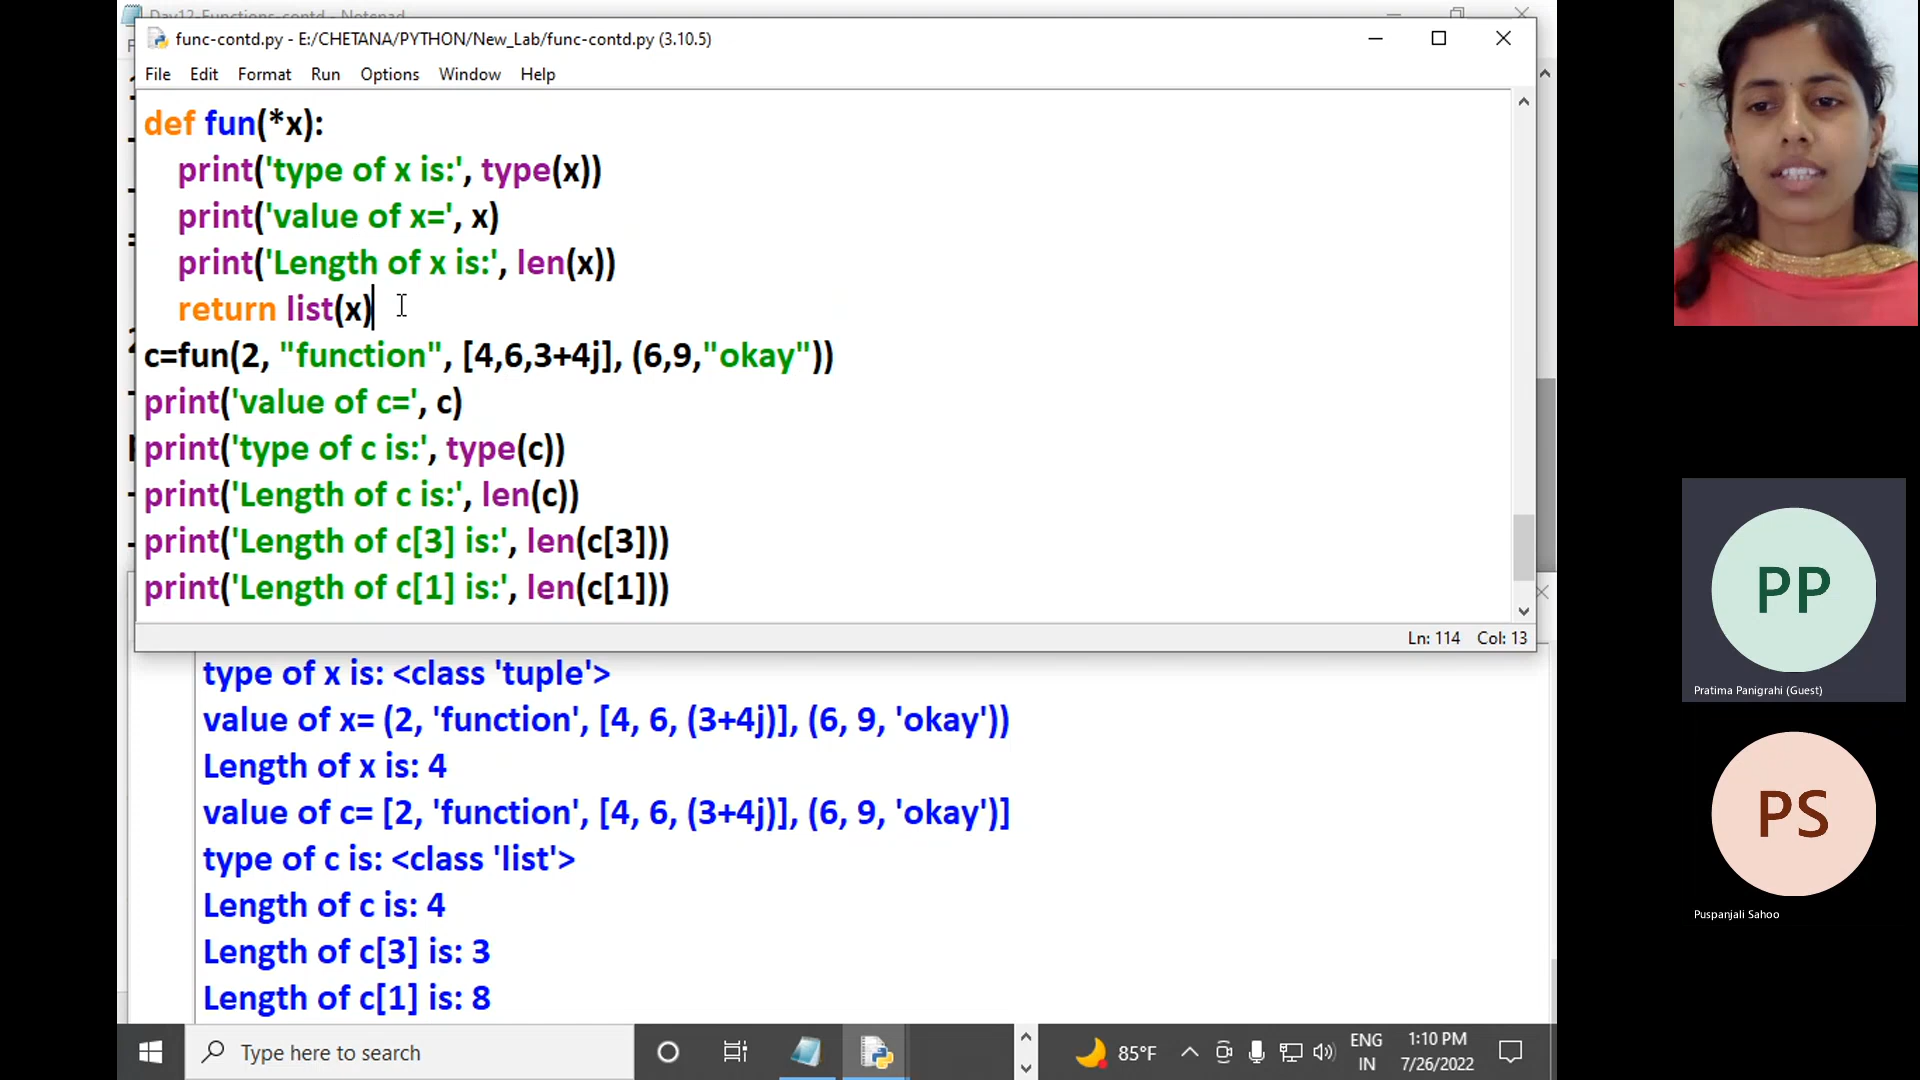 Day12-Functions-contd - Notepad
func-contd.py - E:/CHETANA/PYTHON/New_Lab/func-contd.py (3.10.5)
File Edit Format Run Options Window Help
def fun(*x):
print('type of x is:', type(x))
print('value of x=', x)
print('Length of x is:', len(x))
return list(x)
c=fun(2, "function", [4,6,3+4j], (6,9,"okay"))
print('value of c=', c)
print('type of c is:', type(c))
print('Length of c is:', len(c))
print('Length of c[3] is:', len(c[3]))
print('Length of c[1] is:', len(c[1]))
Ln: 114 Col: 13
type of x is: <class 'tuple'>
value of x= (2, 'function', [4, 6, (3+4j)], (6, 9, 'okay'))
Length of x is: 4
value of c= [2, 'function', [4, 6, (3+4j)], (6, 9, 'okay')]
type of c is: <class 'list'>
Length of c is: 4
Length of c[3] is: 3
Length of c[1] is: 8
Type here to search
85°F
ENG
IN
1:10 PM
7/26/2022
PP
Pratima Panigrahi (Guest)
PS
Puspanjali Sahoo